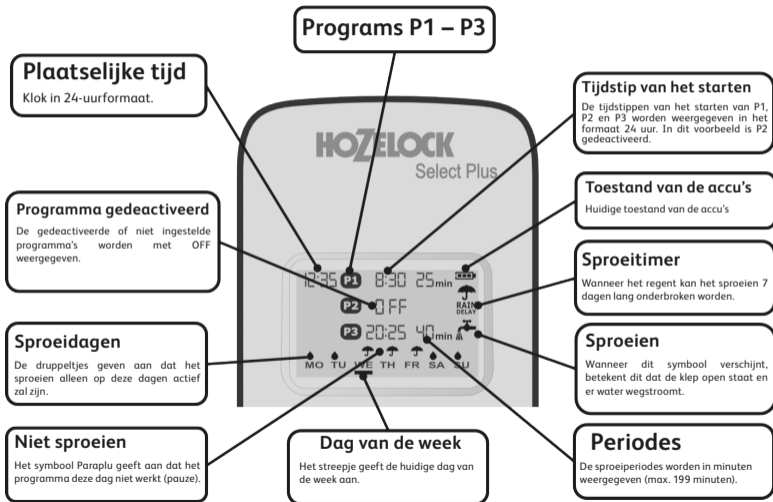 Programs P1 – P3
Plaatselijke tijd
Klok in 24-uurformaat.
Tijdstip van het starten
De tijdstippen van het starten van P1,
P2 en P3 worden weergegeven in het
formaat 24 uur. In dit voorbeeld is P2
gedeactiveerd.
HOZELOCK
Select Plus
Programma gedeactiveerd
De gedeactiveerde of niet ingestelde
programma's worden met OFF
weergegeven.
Toestand van de accu's
Huidige toestand van de accu's
12:35 P1 8:30 25min
P2 OFF
RAIN
DELAY
P3 20:25 40min
MO TU WE TH FR SA SU
Sproeitimer
Wanneer het regent kan het sproeien 7
dagen lang onderbroken worden.
Sproeidagen
De druppeltjes geven aan dat het
sproeien alleen op deze dagen actief
zal zijn.
Sproeien
Wanneer dit symbool verschijnt,
betekent dit dat de klep open staat en
er water wegstroomt.
Niet sproeien
Het symbool Paraplu geeft aan dat het
programma deze dag niet werkt (pauze).
Dag van de week
Het streepje geeft de huidige dag van
de week aan.
Periodes
De sproeiperiodes worden in minuten
weergegeven (max. 199 minuten).